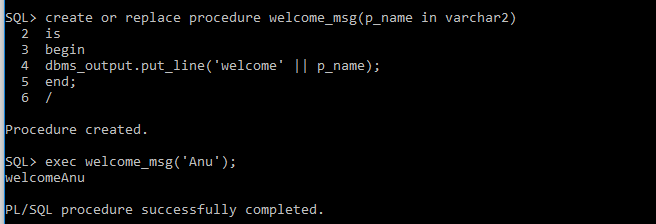 SQL> create or replace procedure welcome_msg(p_name in varchar2)
  2  is
  3  begin
  4  dbms_output.put_line('welcome' || p_name);
  5  end;
  6  /
Procedure created.
SQL> exec welcome_msg('Anu');
welcomeAnu
PL/SQL procedure successfully completed.